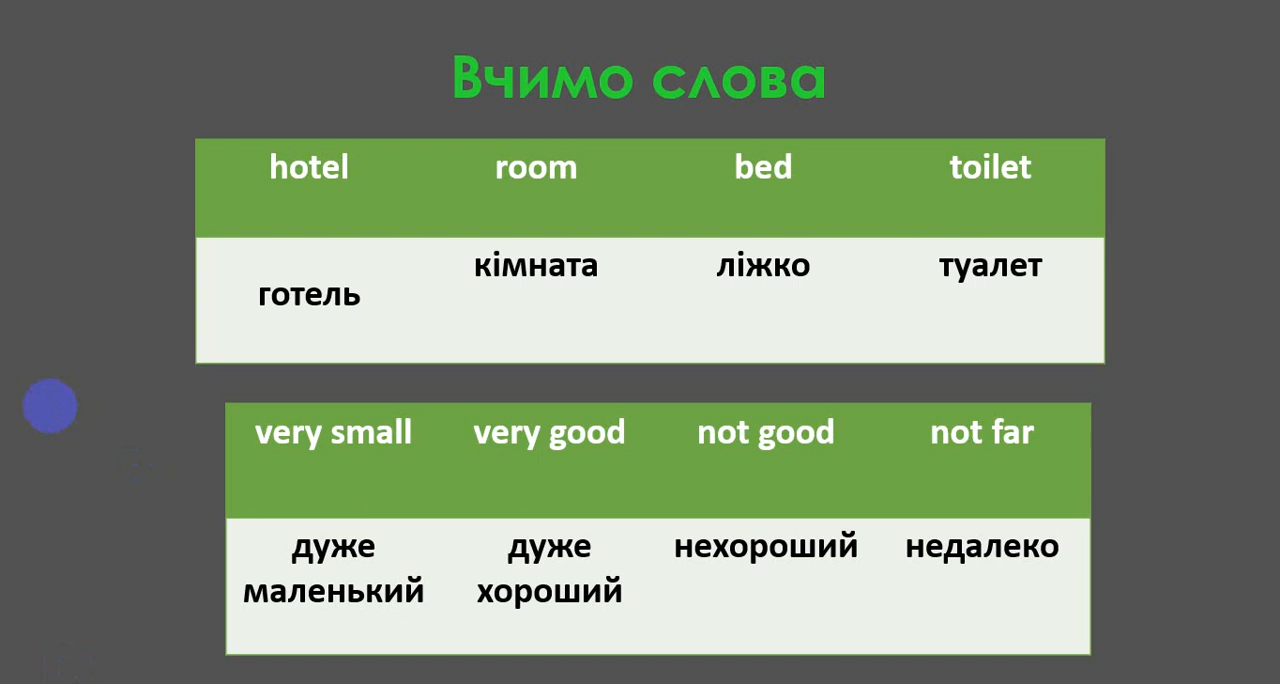 Вчимо слова
hotel room bed toilet
готель кімната ліжко туалет
very small very good not good not far
дуже дуже нехороший недалеко
маленький хороший